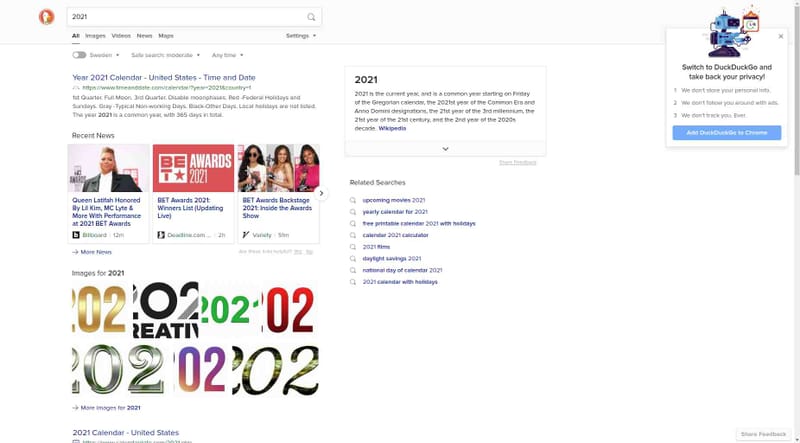 2021
All Images Videos News Maps Settings
Sweden Safe search: moderate Any time
Year 2021 Calendar - United States - Time and Date
https://www.timeanddate.com/calendar/?year=2021&country=1
1st Quarter. Full Moon. 3rd Quarter. Disable moonphases. Red -Federal Holidays and
Sundays. Gray -Typical Non-working Days. Black-Other Days. Local holidays are not listed.
The year 2021 is a common year, with 365 days in total.
Recent News
BET AWARDS 2021
Queen Latifah Honored
By Lil Kim, MC Lyte &
More With Performance
at 2021 BET Awards
Billboard · 12m
BET Awards 2021:
Winners List (Updating
Live)
Deadline.com ... · 2h
BET Awards Backstage
2021: Inside the Awards
Show
Variety · 51m
More News
Are these links helpful? Yes No
Images for 2021
202
202
REATIV
2021
02
202
02
202
More Images for 2021
2021 Calendar - United States
2021
2021 is the current year, and is a common year starting on Friday
of the Gregorian calendar, the 2021st year of the Common Era and
Anno Domini designations, the 21st year of the 3rd millennium, the
21st year of the 21st century, and the 2nd year of the 2020s
decade. Wikipedia
Share Feedback
Related Searches
upcoming movies 2021
yearly calendar for 2021
free printable calendar 2021 with holidays
calendar 2021 calculator
2021 films
daylight savings 2021
national day of calendar 2021
2021 calendar with holidays
Switch to DuckDuckGo and
take back your privacy!
1 We don't store your personal info.
2 We don't follow you around with ads.
3 We don't track you. Ever.
Add DuckDuckGo to Chrome
Share Feedback